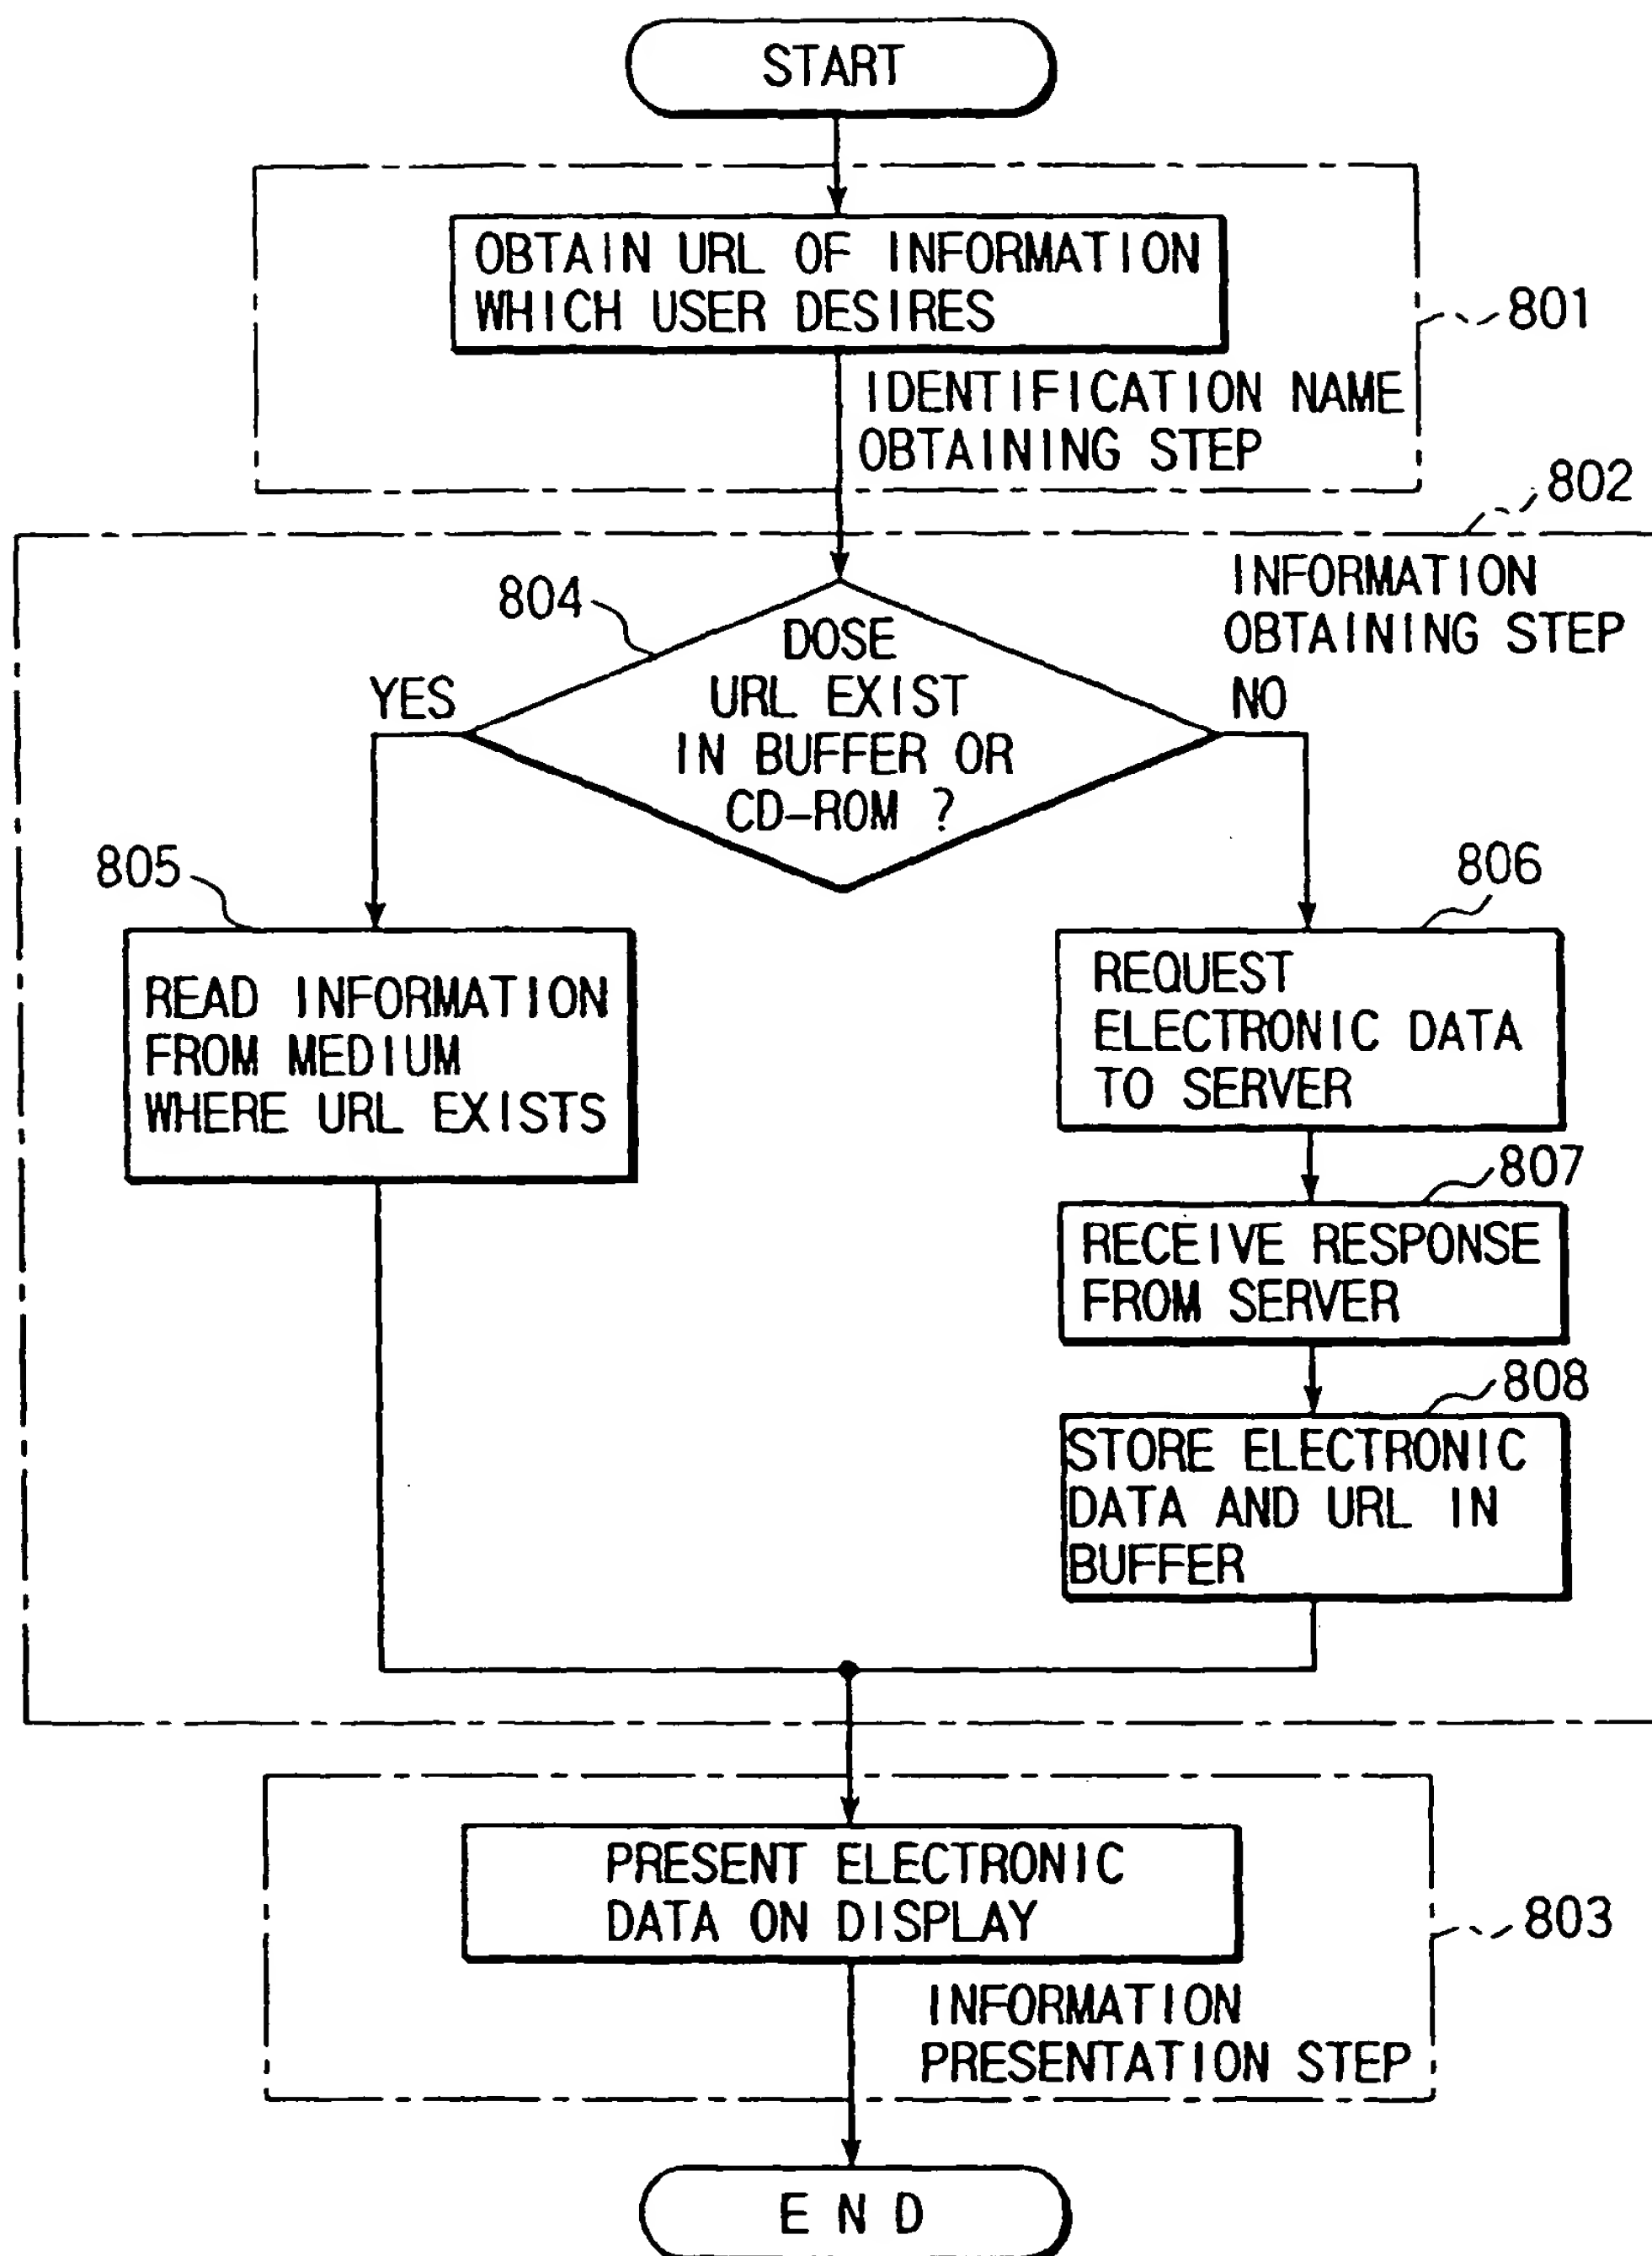 START
OBTAIN URL OF INFORMATION
WHICH USER DESIRES
801
IDENTIFICATION NAME
OBTAINING STEP
802
INFORMATION
OBTAINING STEP
804
DOSE
URL EXIST
IN BUFFER OR
CD-ROM ?
YES
NO
805
READ INFORMATION
FROM MEDIUM
WHERE URL EXISTS
806
REQUEST
ELECTRONIC DATA
TO SERVER
807
RECEIVE RESPONSE
FROM SERVER
808
STORE ELECTRONIC
DATA AND URL IN
BUFFER
PRESENT ELECTRONIC
DATA ON DISPLAY
803
INFORMATION
PRESENTATION STEP
END